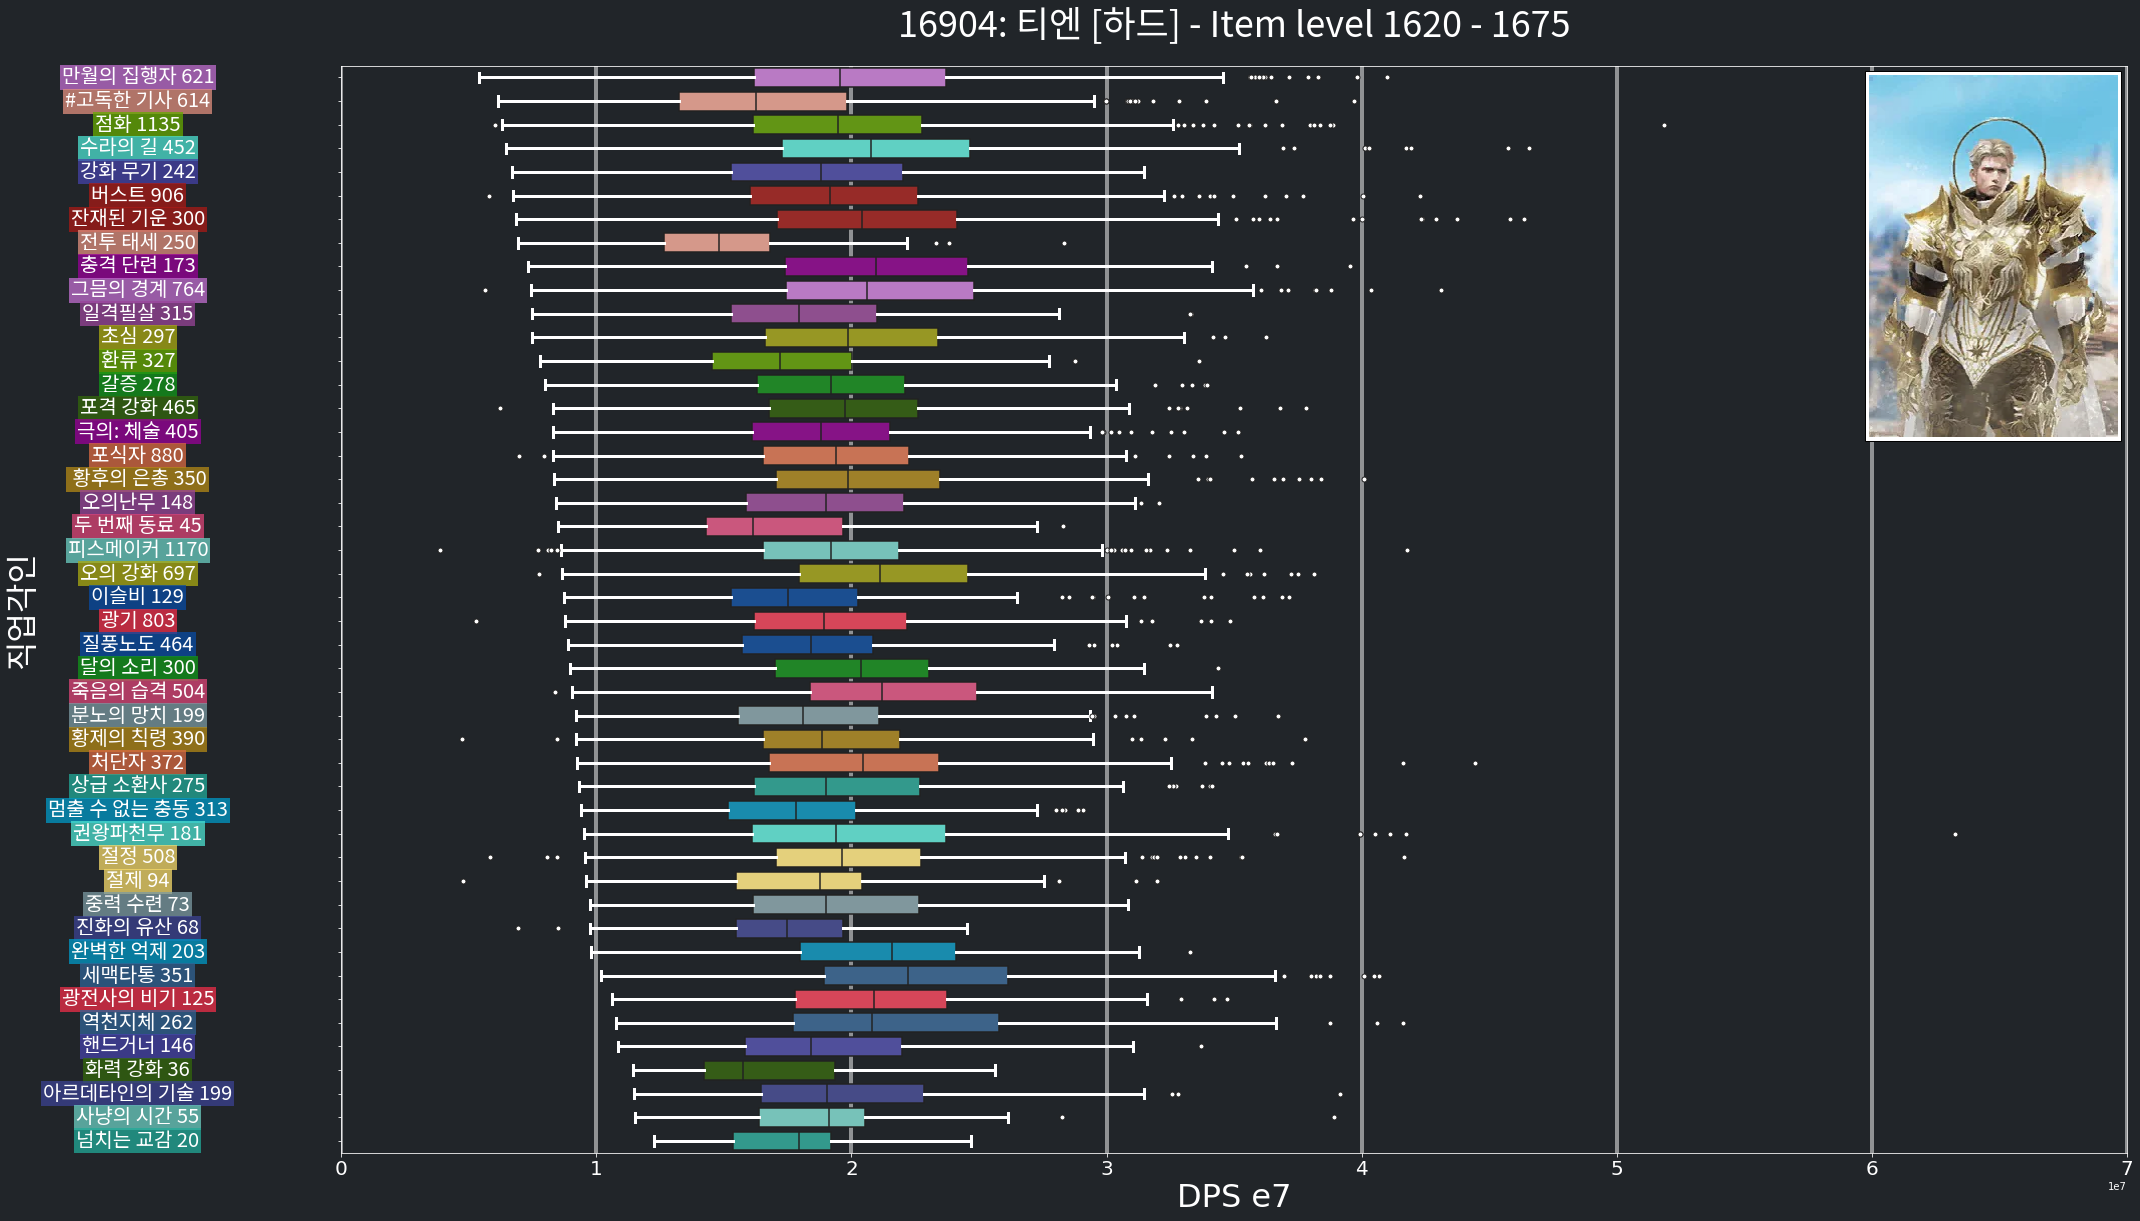 16904: 티엔 [하드] - Item level 1620 - 1675
직업각인
만월의 집행자 621
#고독한 기사 614
점화 1135
수라의 길 452
강화 무기 242
버스트 906
잔재된 기운 300
전투 태세 250
충격 단련 173
그믐의 경계 764
일격필살 315
초심 297
환류 327
갈증 278
포격 강화 465
극의: 체술 405
포식자 880
황후의 은총 350
오의난무 148
두 번째 동료 45
피스메이커 1170
오의 강화 697
이슬비 129
광기 803
질풍노도 464
달의 소리 300
죽음의 습격 504
분노의 망치 199
황제의 칙령 390
처단자 372
상급 소환사 275
멈출 수 없는 충동 313
권왕파천무 181
절정 508
절제 94
중력 수련 73
진화의 유산 68
완벽한 억제 203
세맥타통 351
광전사의 비기 125
역천지체 262
핸드거너 146
화력 강화 36
아르데타인의 기술 199
사냥의 시간 55
넘치는 교감 20
0 1 2 3 4 5 6 7
1e7
DPS e7